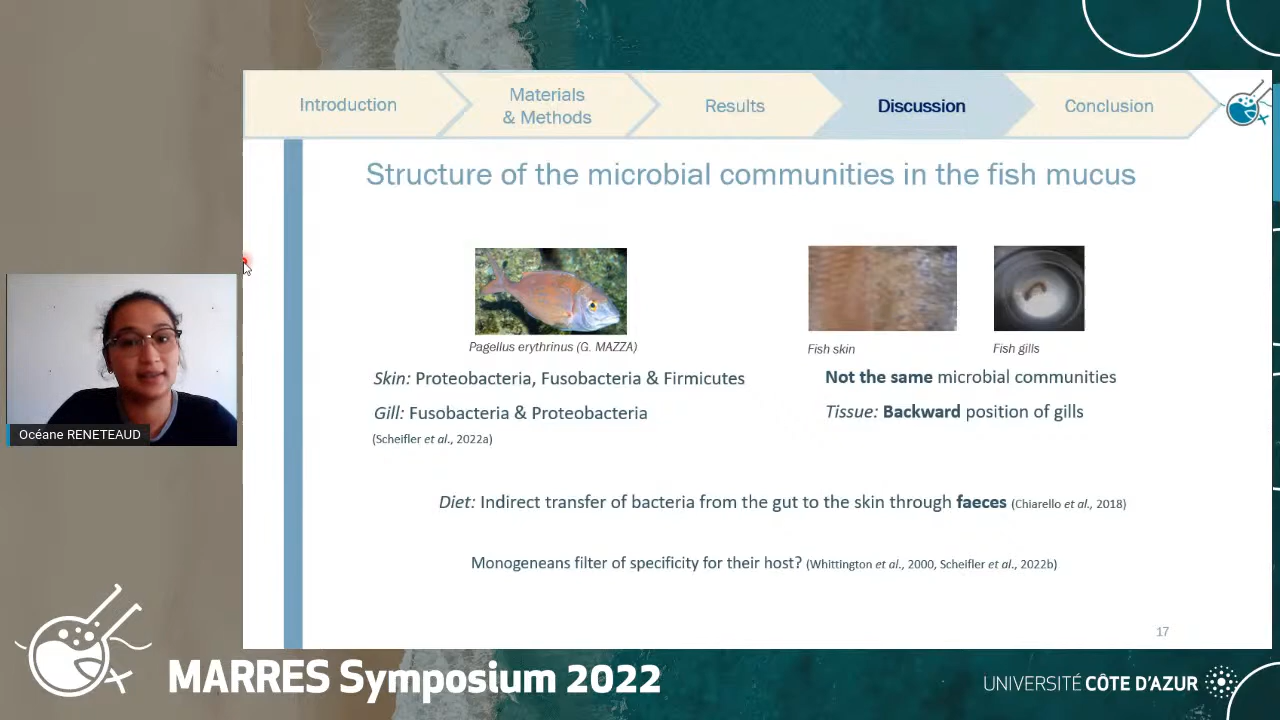 Introduction
Materials
& Methods
Results
Discussion
Conclusion
Structure of the microbial communities in the fish mucus
Pagellus erythrinus (G. MAZZA)
Fish skin
Fish gills
Skin: Proteobacteria, Fusobacteria & Firmicutes
Gill: Fusobacteria & Proteobacteria
(Scheifler et al., 2022a)
Not the same microbial communities
Tissue: Backward position of gills
Diet: Indirect transfer of bacteria from the gut to the skin through faeces (Chiarello et al., 2018)
Monogeneans filter of specificity for their host? (Whittington et al., 2000, Scheifler et al., 2022b)
17
Océane RENETEAUD
MARRES Symposium 2022
UNIVERSITÉ CÔTE D'AZUR